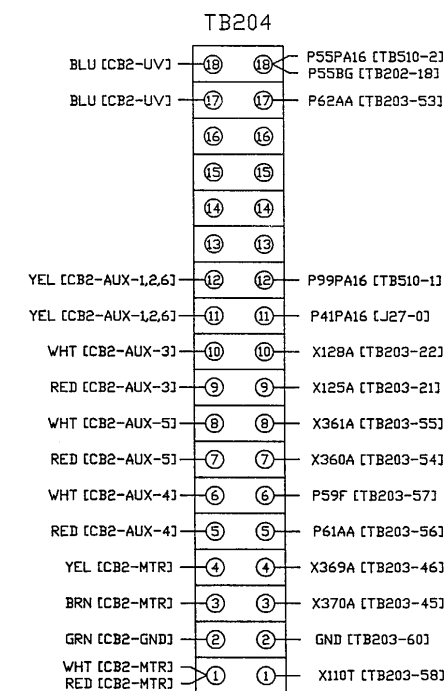 TB204
BLU [CB2-UV] 18 18 P55PA16 [TB510-2]
P55BG [TB202-18]
BLU [CB2-UV] 17 17 P62AA [TB203-53]
16 16
15 15
14 14
13 13
YEL [CB2-AUX-1,2,6] 12 12 P99PA16 [TB510-1]
YEL [CB2-AUX-1,2,6] 11 11 P41PA16 [J27-0]
WHT [CB2-AUX-3] 10 10 X128A [TB203-22]
RED [CB2-AUX-3] 9 9 X125A [TB203-21]
WHT [CB2-AUX-5] 8 8 X361A [TB203-55]
RED [CB2-AUX-5] 7 7 X360A [TB203-54]
WHT [CB2-AUX-4] 6 6 P59F [TB203-57]
RED [CB2-AUX-4] 5 5 P61AA [TB203-56]
YEL [CB2-MTR] 4 4 X369A [TB203-46]
BRN [CB2-MTR] 3 3 X370A [TB203-45]
GRN [CB2-GND] 2 2 GND [TB203-60]
WHT [CB2-MTR]
RED [CB2-MTR] 1 1 X110T [TB203-58]